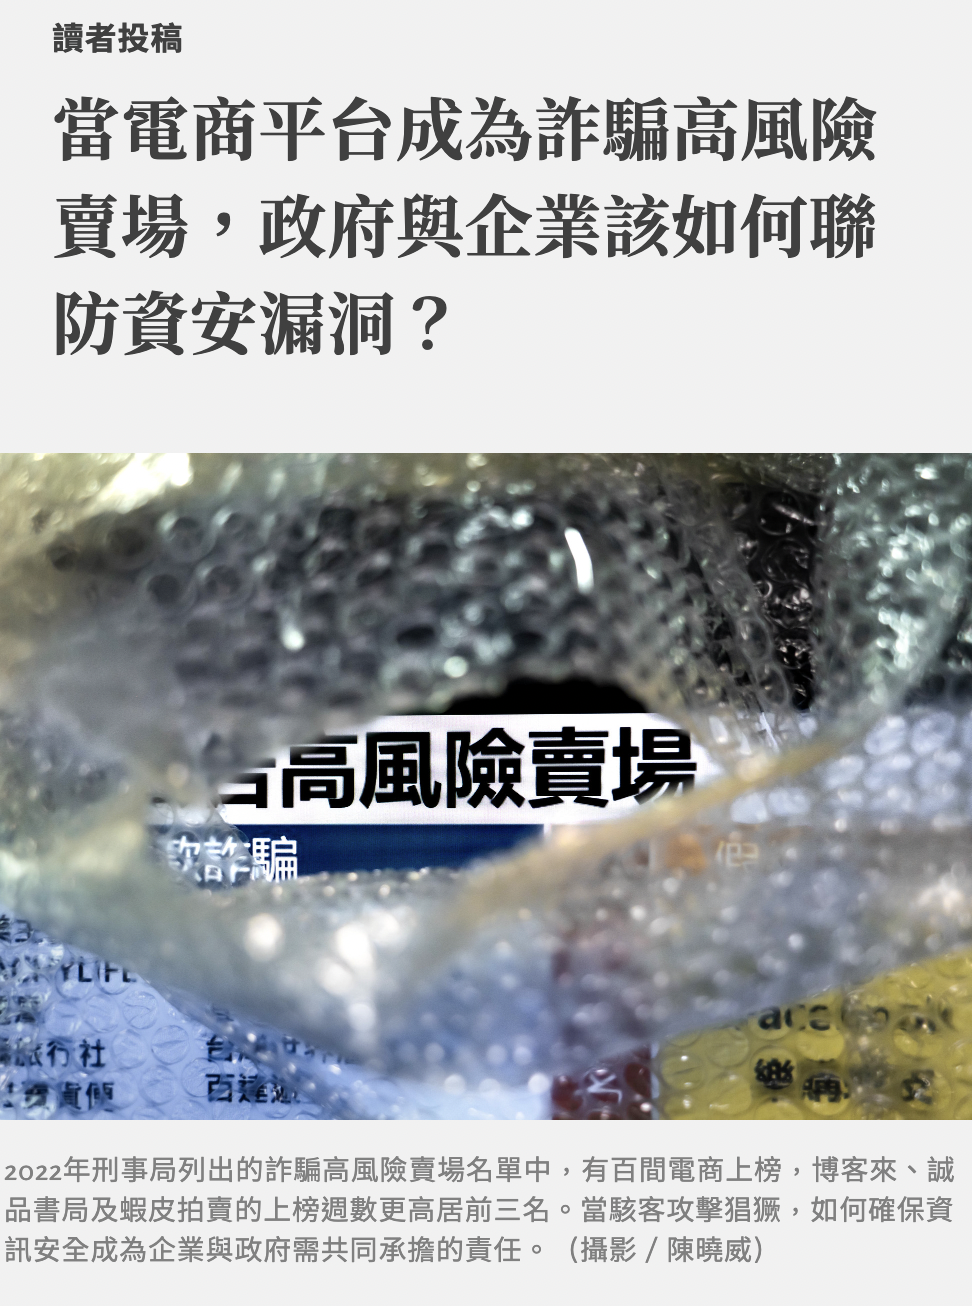 讀者投稿
當電商平台成為詐騙高風險
賣場，政府與企業該如何聯
防資安漏洞？
高風險賣場
詐騙
旅行社
2022年刑事局列出的詐騙高風險賣場名單中，有百間電商上榜，博客來、誠
品書局及蝦皮拍賣的上榜週數更高居前三名。當駭客攻擊猖獗，如何確保資
訊安全成為企業與政府需共同承擔的責任。（攝影／陳曉威）